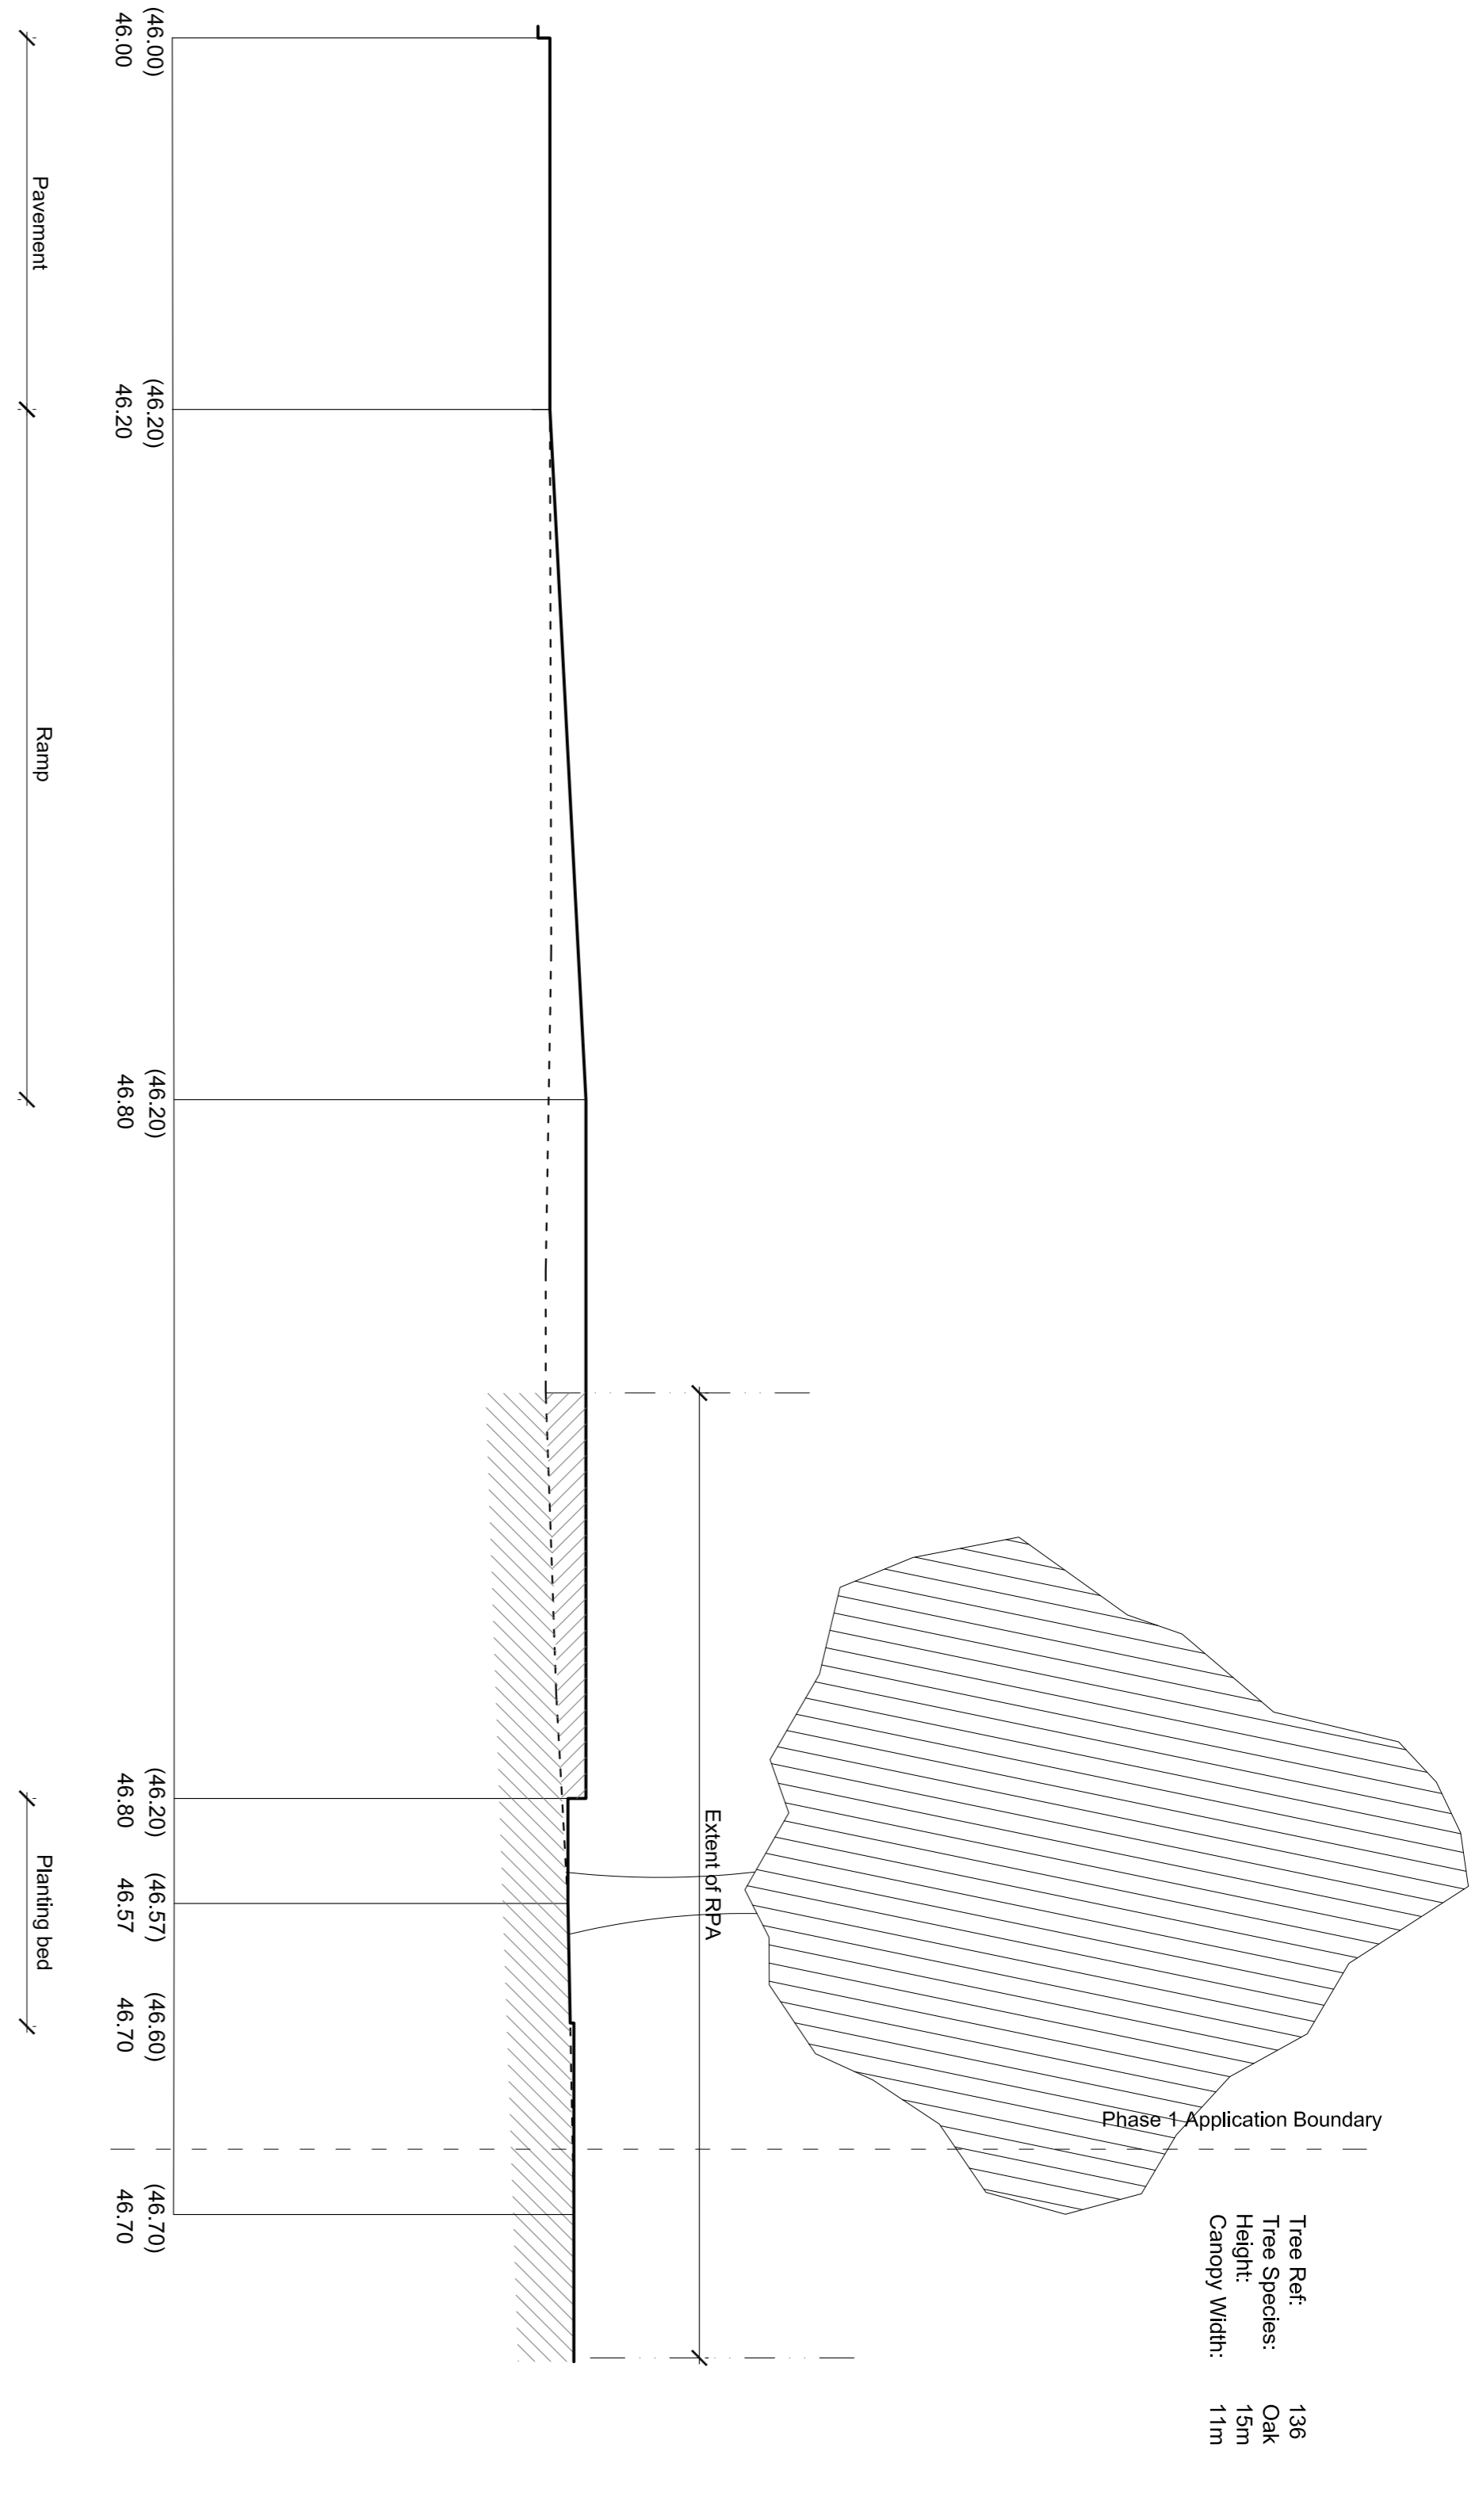 Extent of RPA
Phase 1 Application Boundary
Tree Ref: 136
Tree Species: Oak
Height: 15m
Canopy Width: 11m
(46.00)
46.00
(46.20)
46.20
(46.20)
46.80
(46.20)
46.80
(46.57)
46.57
(46.60)
46.70
(46.70)
46.70
Pavement
Ramp
Planting bed